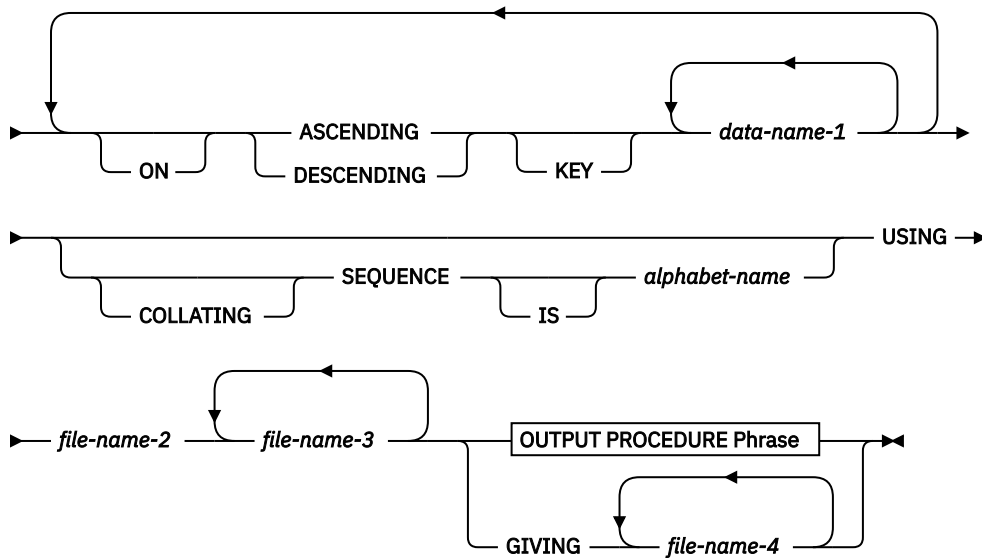 ASCENDING data-name-1
ON DESCENDING KEY
USING
SEQUENCE alphabet-name
COLLATING IS
file-name-2 file-name-3 OUTPUT PROCEDURE Phrase
GIVING file-name-4